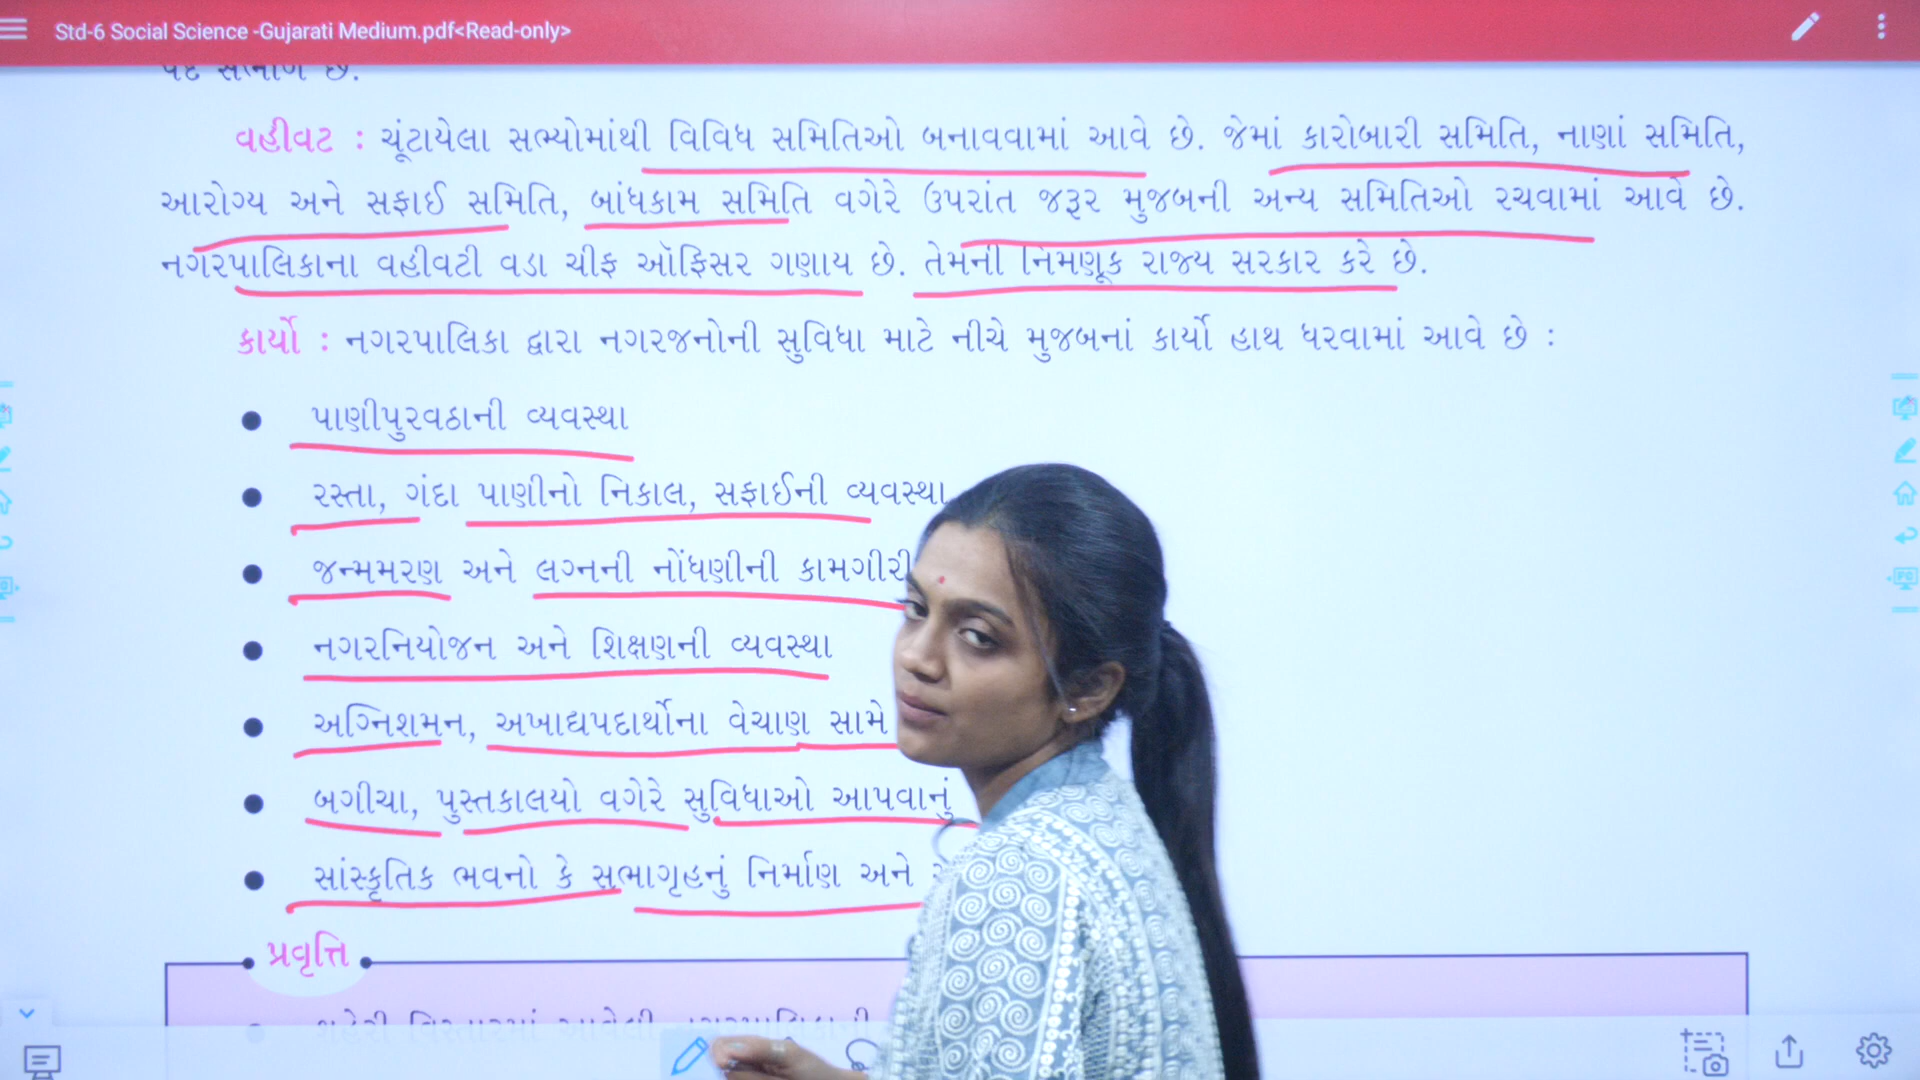 Std-6 Social Science -Gujarati Medium.pdf<Read-only>
વહીવટ : ચૂંટાયેલા સભ્યોમાંથી વિવિધ સમિતિઓ બનાવવામાં આવે છે. જેમાં કારોબારી સમિતિ, નાણાં સમિતિ,
આરોગ્ય અને સફાઈ સમિતિ, બાંધકામ સમિતિ વગેરે ઉપરાંત જરૂર મુજબની અન્ય સમિતિઓ રચવામાં આવે છે.
નગરપાલિકાના વહીવટી વડા ચીફ ઑફિસર ગણાય છે. તેમની નિમણૂક રાજ્ય સરકાર કરે છે.
કાર્યો : નગરપાલિકા દ્વારા નગરજનોની સુવિધા માટે નીચે મુજબનાં કાર્યો હાથ ધરવામાં આવે છે :
● પાણીપુરવઠાની વ્યવસ્થા
● રસ્તા, ગંદા પાણીનો નિકાલ, સફાઈની વ્યવસ્થા
● જન્મમરણ અને લગ્નની નોંધણીની કામગીરી
● નગરનિયોજન અને શિક્ષણની વ્યવસ્થા
● અગ્નિશમન, અખાદ્યપદાર્થોના વેચાણ સામે
● બગીચા, પુસ્તકાલયો વગેરે સુવિધાઓ આપવાનું
● સાંસ્કૃતિક ભવનો કે સભાગૃહનું નિર્માણ અને
પ્રવૃત્તિ